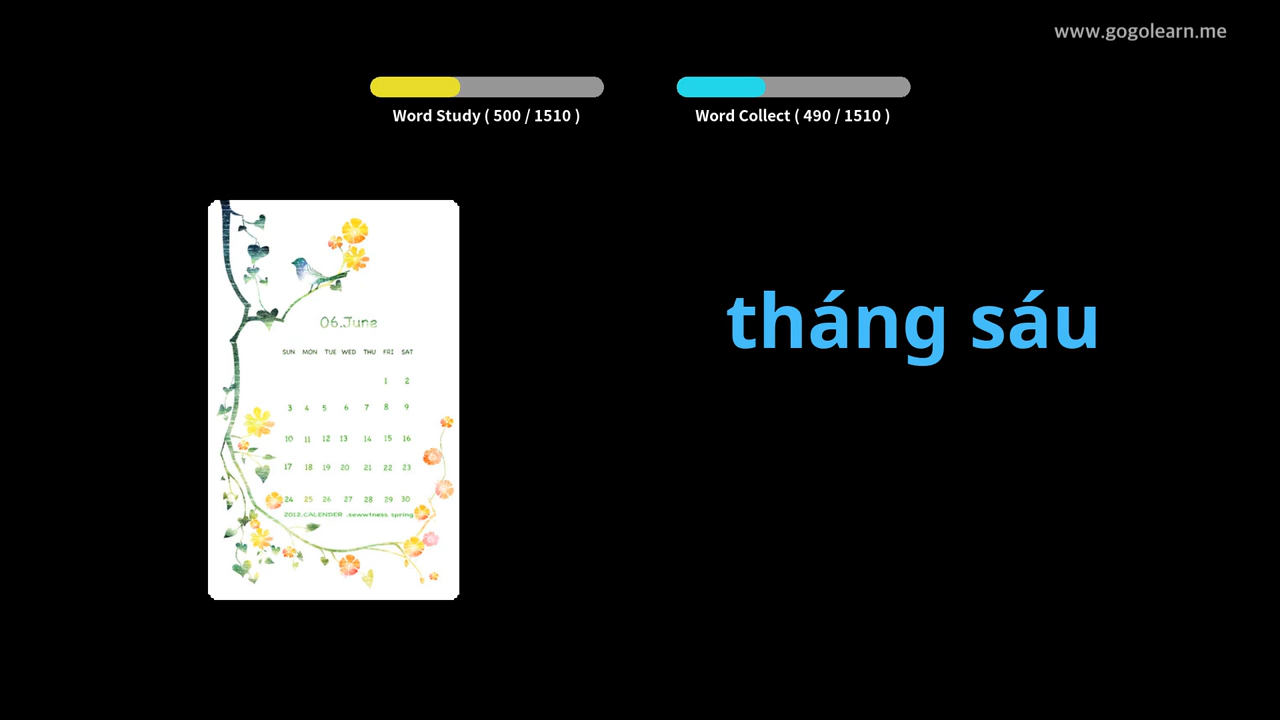 www.gogolearn.me
Word Study ( 500 / 1510 )
Word Collect ( 490 / 1510 )
tháng sáu
06.June
SUN MON TUE WED THU FRI SAT
1 2
3 4 5 6 7 8 9
10 11 12 13 14 15 16
17 18 19 20 21 22 23
24 25 26 27 28 29 30
2012.CALENDER .sewwtness spring